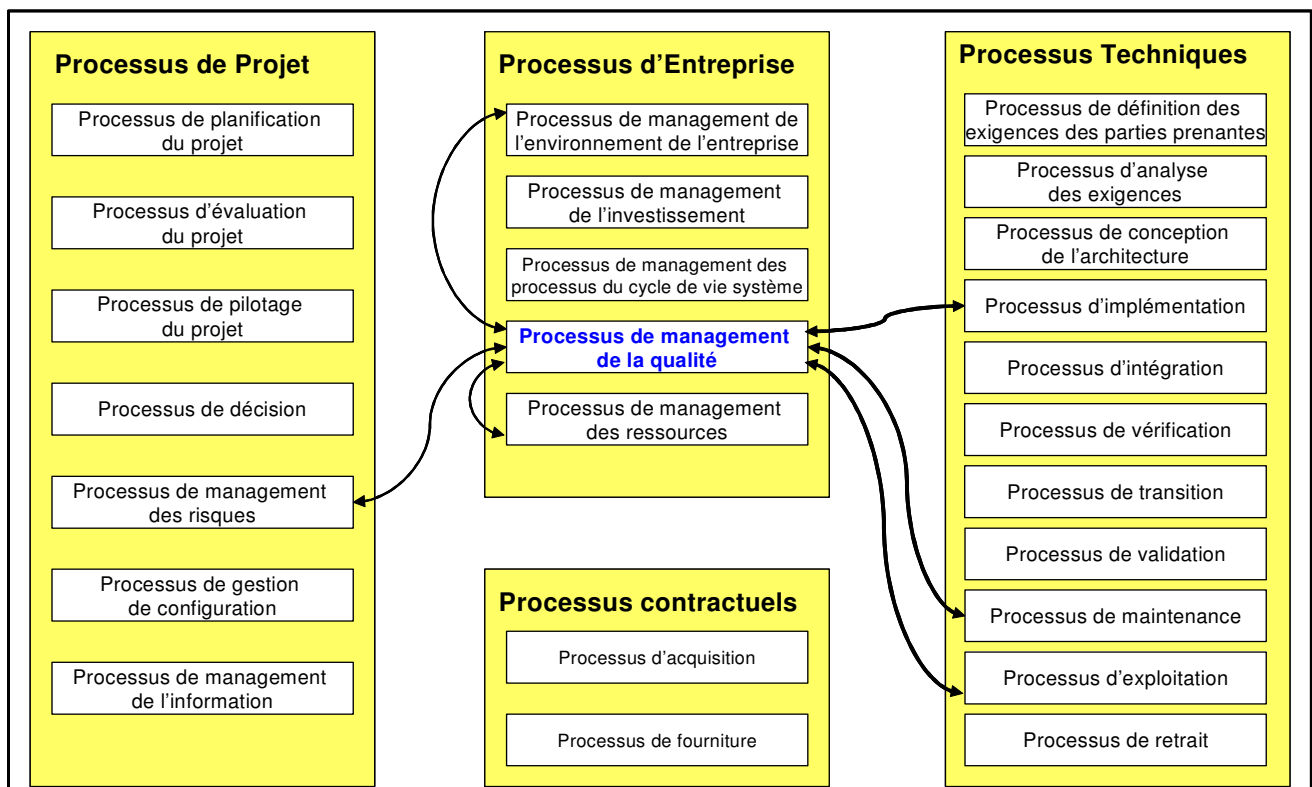 Processus de Projet
Processus de planification
du projet
Processus d’évaluation
du projet
Processus de pilotage
du projet
Processus de décision
Processus de management
des risques
Processus de gestion
de configuration
Processus de management
de l’information
Processus d’Entreprise
Processus de management de
l’environnement de l’entreprise
Processus de management
de l’investissement
Processus de management des
processus du cycle de vie système
Processus de management
de la qualité
Processus de management
des ressources
Processus contractuels
Processus d’acquisition
Processus de fourniture
Processus Techniques
Processus de définition des
exigences des parties prenantes
Processus d’analyse
des exigences
Processus de conception
de l’architecture
Processus d’implémentation
Processus d’intégration
Processus de vérification
Processus de transition
Processus de validation
Processus de maintenance
Processus d’exploitation
Processus de retrait